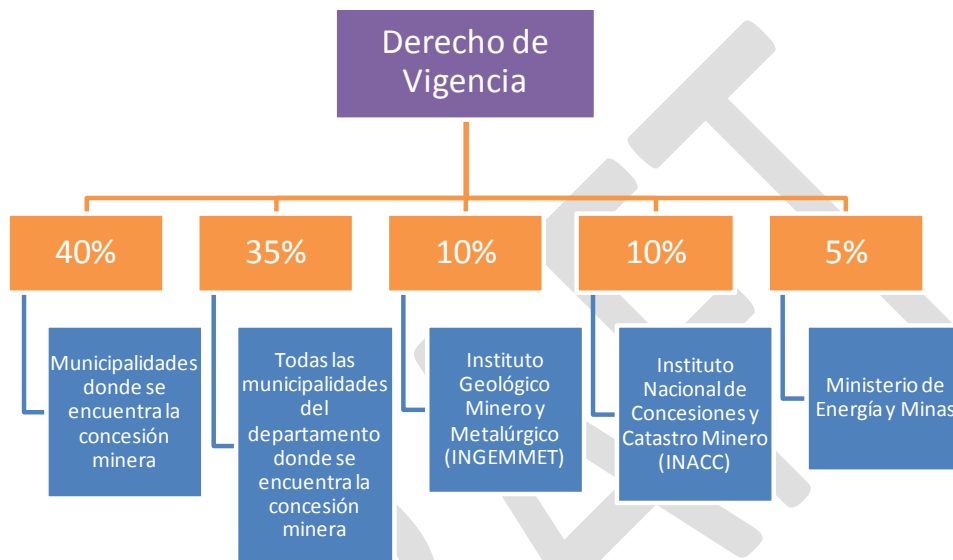 Derecho de
Vigencia
40%
35%
10%
10%
5%
Municipalidades
donde se
encuentra la
concesión
minera
Todas las
municipalidades
del
departamento
donde se
encuentra la
concesión
minera
Instituto
Geológico
Minero y
Metalúrgico
(INGEMMET)
Instituto
Nacional de
Concesiones y
Catastro Minero
(INACC)
Ministerio de
Energía y Minas